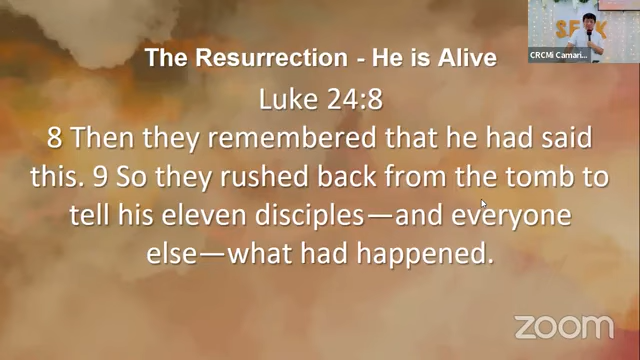 The Resurrection - He is Alive
Luke 24:8
8 Then they remembered that he had said
this. 9 So they rushed back from the tomb to
tell his eleven disciples—and everyone
else—what had happened.
CRCMi Camari...
zoom